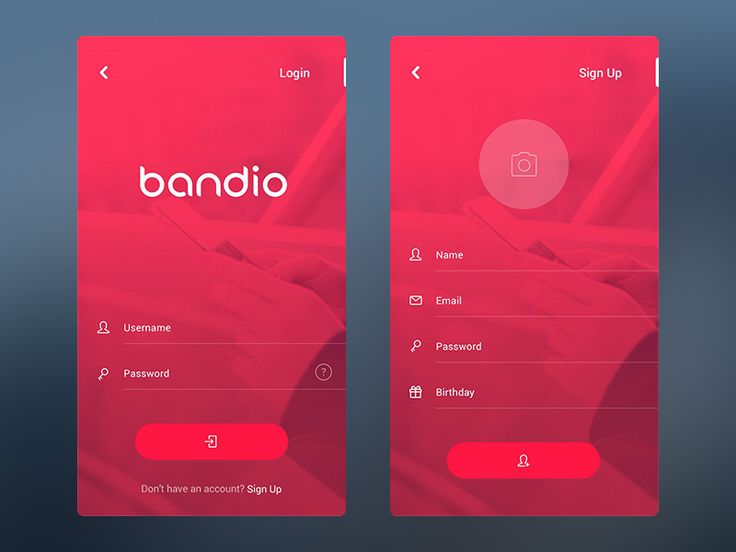 Login
bandio
Username
Password
?
Don't have an account? Sign Up
Sign Up
Name
Email
Password
Birthday